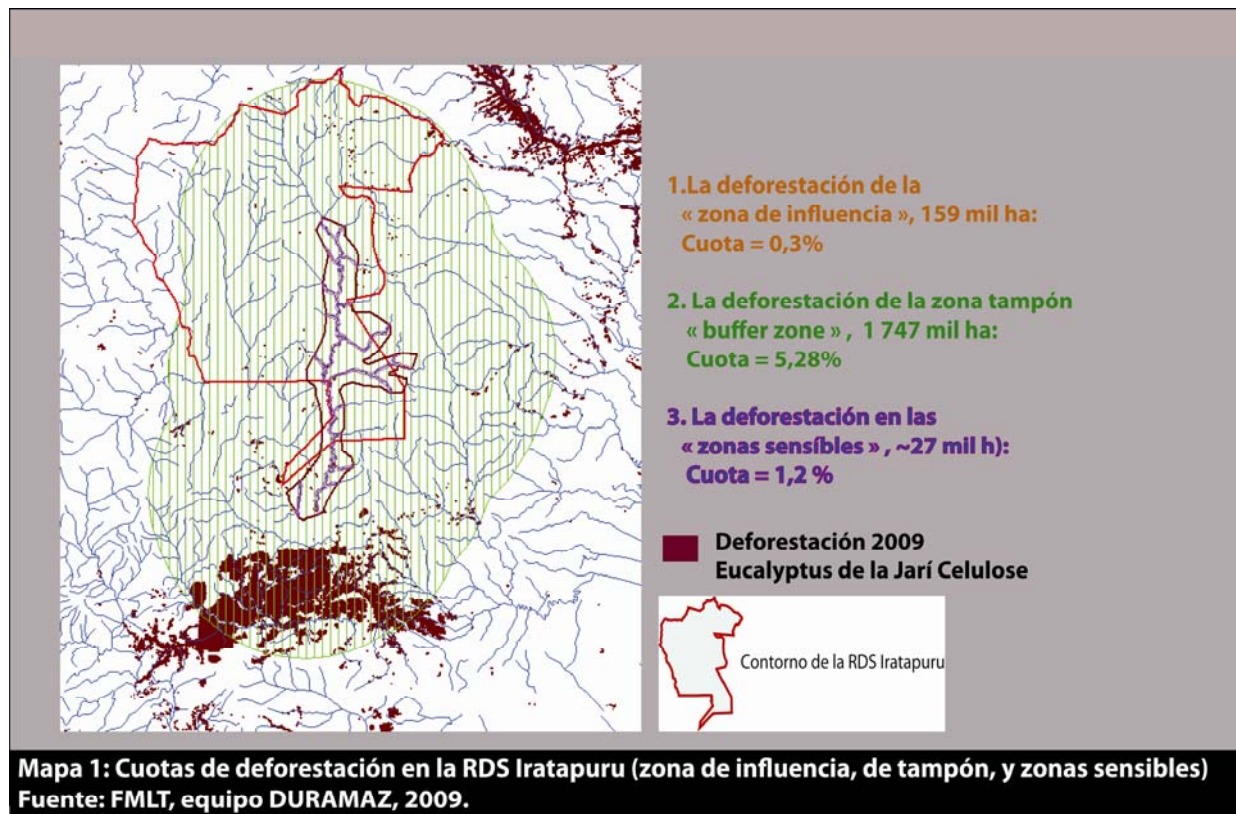 1.La deforestación de la
« zona de influencia », 159 mil ha:
Cuota = 0,3%
2. La deforestación de la zona tampón
« buffer zone » , 1 747 mil ha:
Cuota = 5,28%
3. La deforestación en las
« zonas sensíbles » , ~27 mil h):
Cuota = 1,2 %
Deforestación 2009
Eucalyptus de la Jarí Celulose
Contorno de la RDS Iratapuru
Mapa 1: Cuotas de deforestación en la RDS Iratapuru (zona de influencia, de tampón, y zonas sensibles)
Fuente: FMLT, equipo DURAMAZ, 2009.